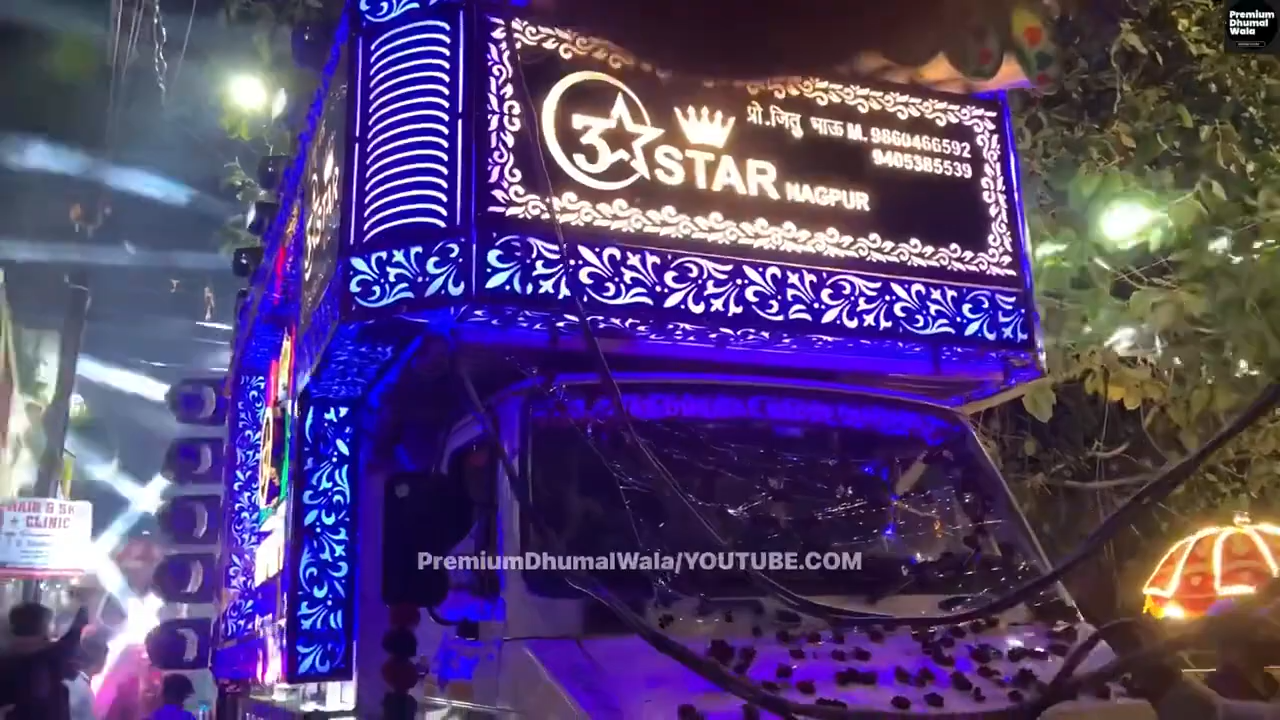 Premium
Dhumal
Wala
3 STAR NAGPUR
प्रो.जितु भाऊ M. 9860466592
9405385539
CLINIC
PremiumDhumalWala/YOUTUBE.COM